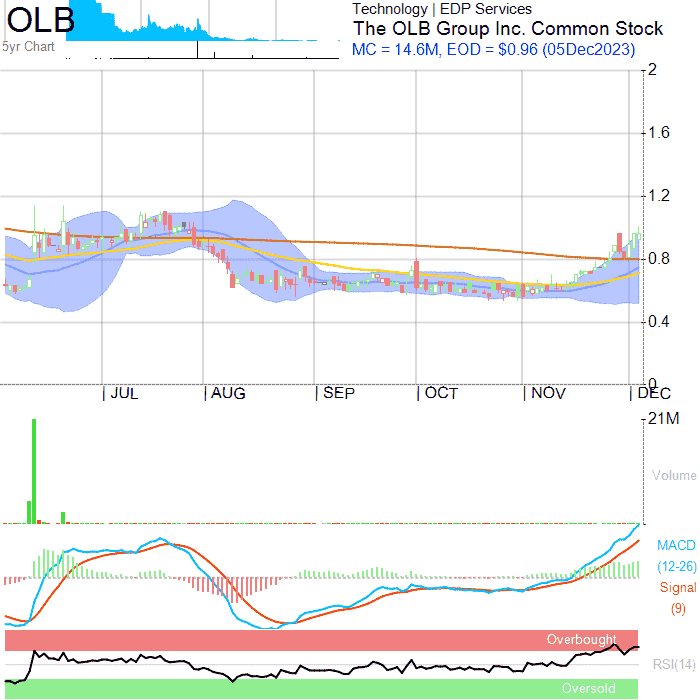 OLB
5yr Chart
Technology | EDP Services
The OLB Group Inc. Common Stock
MC = 14.6M, EOD = $0.96 (05Dec2023)
2
1.6
1.2
0.8
0.4
0
JUL
AUG
SEP
OCT
NOV
DEC
21M
Volume
MACD
(12-26)
Signal
(9)
Overbought
RSI(14)
Oversold